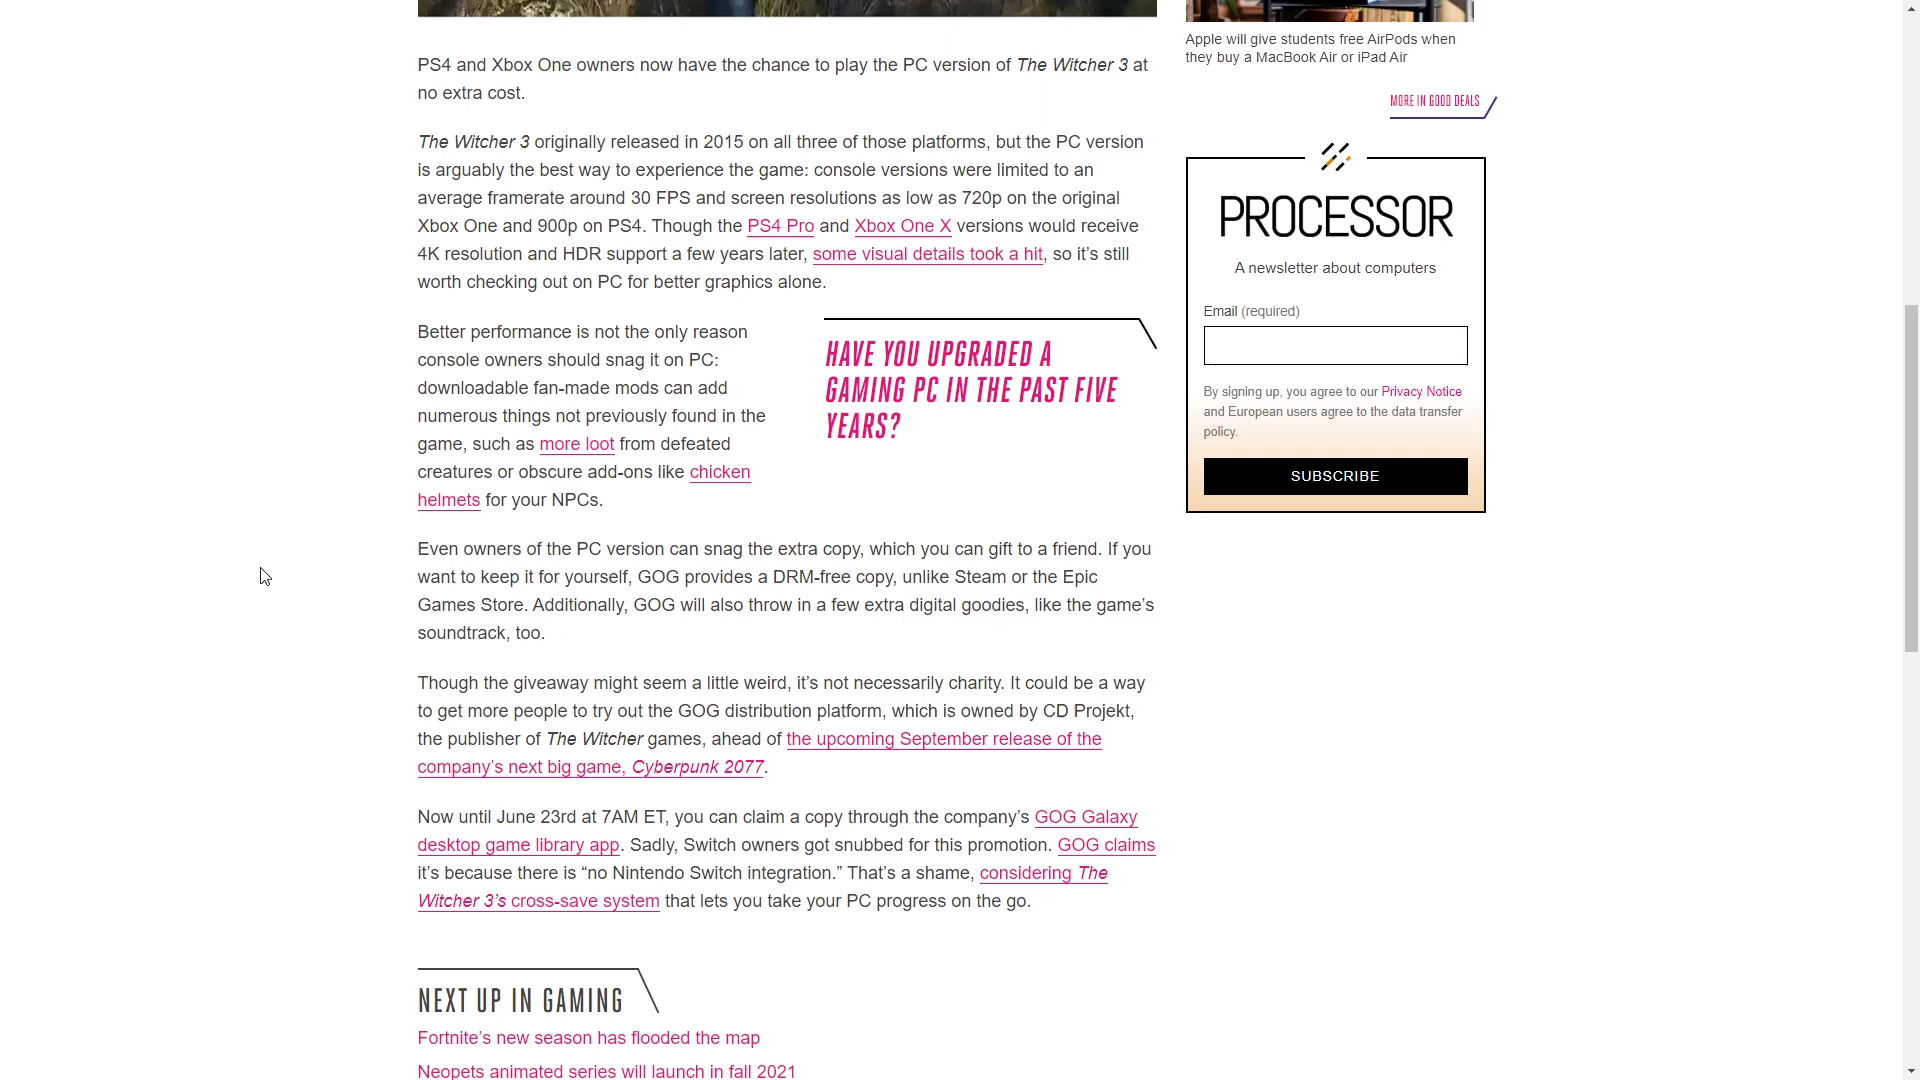 PS4 and Xbox One owners now have the chance to play the PC version of The Witcher 3 at
no extra cost.
The Witcher 3 originally released in 2015 on all three of those platforms, but the PC version
is arguably the best way to experience the game: console versions were limited to an
average framerate around 30 FPS and screen resolutions as low as 720p on the original
Xbox One and 900p on PS4. Though the PS4 Pro and Xbox One X versions would receive
4K resolution and HDR support a few years later, some visual details took a hit, so it’s still
worth checking out on PC for better graphics alone.
Better performance is not the only reason
console owners should snag it on PC:
downloadable fan-made mods can add
numerous things not previously found in the
game, such as more loot from defeated
creatures or obscure add-ons like chicken
helmets for your NPCs.
HAVE YOU UPGRADED A
GAMING PC IN THE PAST FIVE
YEARS?
Even owners of the PC version can snag the extra copy, which you can gift to a friend. If you
want to keep it for yourself, GOG provides a DRM-free copy, unlike Steam or the Epic
Games Store. Additionally, GOG will also throw in a few extra digital goodies, like the game’s
soundtrack, too.
Though the giveaway might seem a little weird, it’s not necessarily charity. It could be a way
to get more people to try out the GOG distribution platform, which is owned by CD Projekt,
the publisher of The Witcher games, ahead of the upcoming September release of the
company’s next big game, Cyberpunk 2077.
Now until June 23rd at 7AM ET, you can claim a copy through the company’s GOG Galaxy
desktop game library app. Sadly, Switch owners got snubbed for this promotion. GOG claims
it’s because there is “no Nintendo Switch integration.” That’s a shame, considering The
Witcher 3’s cross-save system that lets you take your PC progress on the go.
NEXT UP IN GAMING
Fortnite’s new season has flooded the map
Neopets animated series will launch in fall 2021
Apple will give students free AirPods when
they buy a MacBook Air or iPad Air
MORE IN GOOD DEALS
PROCESSOR
A newsletter about computers
Email (required)
By signing up, you agree to our Privacy Notice
and European users agree to the data transfer
policy.
SUBSCRIBE